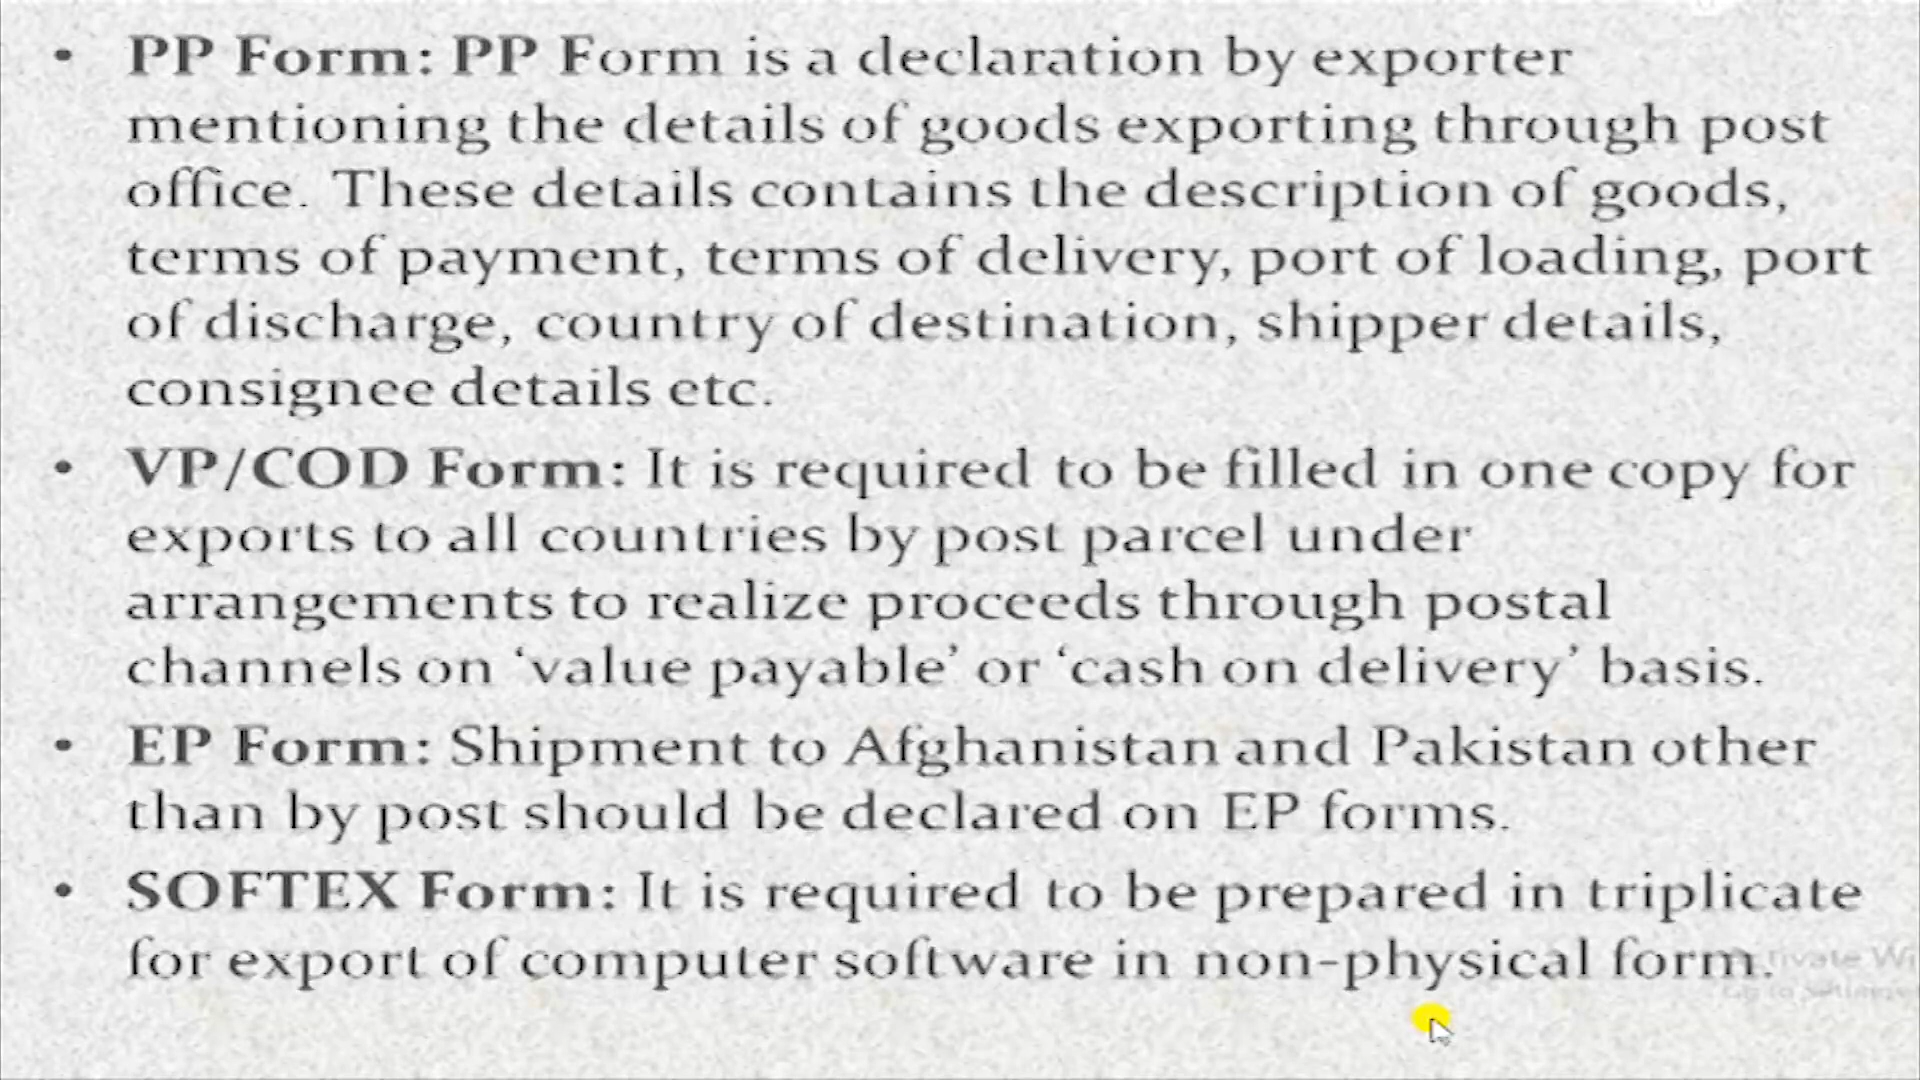 • PP Form: PP Form is a declaration by exporter
mentioning the details of goods exporting through post
office. These details contains the description of goods,
terms of payment, terms of delivery, port of loading, port
of discharge, country of destination, shipper details,
consignee details etc.
• VP/COD Form: It is required to be filled in one copy for
exports to all countries by post parcel under
arrangements to realize proceeds through postal
channels on ‘value payable’ or ‘cash on delivery’ basis.
• EP Form: Shipment to Afghanistan and Pakistan other
than by post should be declared on EP forms.
• SOFTEX Form: It is required to be prepared in triplicate
for export of computer software in non-physical form.